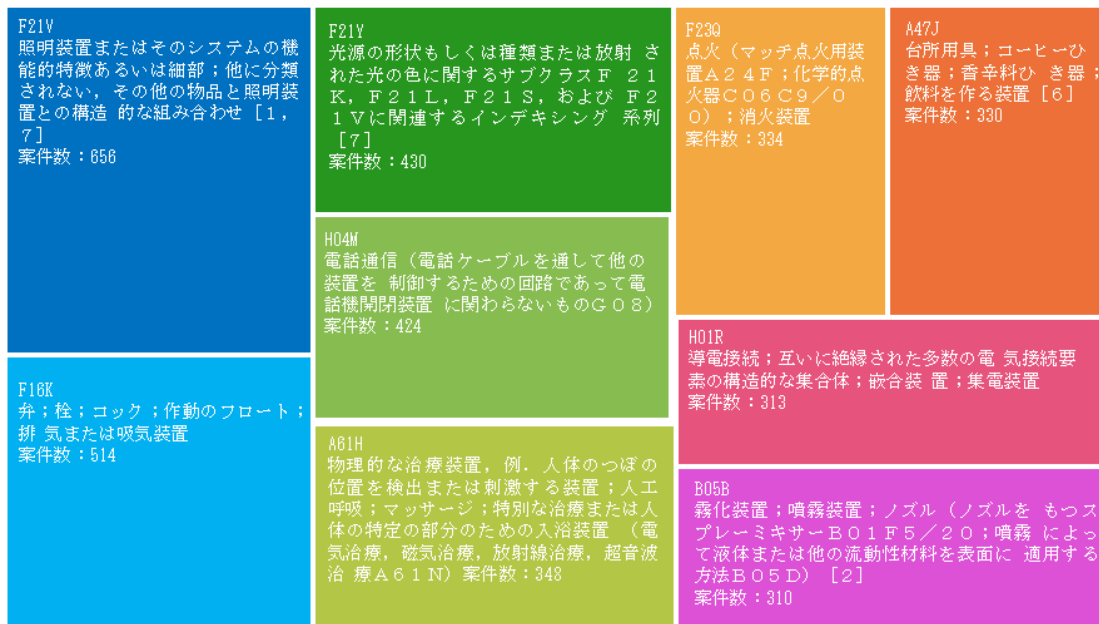 F21V
照明装置またはそのシステムの機
能的特徴あるいは細部；他に分類
されない，その他の物品と照明装
置との構造 的な組み合わせ［１，
７］
案件数：656
F16K
弁；栓；コック；作動のフロート；
排 気または吸気装置
案件数：514
F21Y
光源の形状もしくは種類または放射 さ
れた光の色に関するサブクラスＦ ２１
Ｋ，Ｆ２１Ｌ，Ｆ２１Ｓ，および Ｆ２
１Ｖに関連するインデキシング 系列
［７］
案件数：430
H04M
電話通信（電話ケーブルを通して他の
装置を 制御するための回路であって電
話機開閉装置 に関わらないものＧ０８）
案件数：424
A61H
物理的な治療装置，例．人体のつぼの
位置を検出または刺激する装置；人工
呼吸；マッサージ；特別な治療または人
体の特定の部分のための入浴装置 （電
気治療，磁気治療，放射線治療，超音波
治 療Ａ６１Ｎ）案件数：348
F23Q
点火（マッチ点火用装
置Ａ２４Ｆ；化学的点
火器Ｃ０６Ｃ９／０
０）；消火装置
案件数：334
A47J
台所用具；コーヒーひ
き器；香辛料ひ き器；
飲料を作る装置［６］
案件数：330
H01R
導電接続；互いに絶縁された多数の電 気接続要
素の構造的な集合体；嵌合装 置；集電装置
案件数：313
B05B
霧化装置；噴霧装置；ノズル（ノズルを もつス
プレーミキサーＢ０１Ｆ５／２０；噴霧 によっ
て液体または他の流動性材料を表面に 適用する
方法Ｂ０５Ｄ）［２］
案件数：310